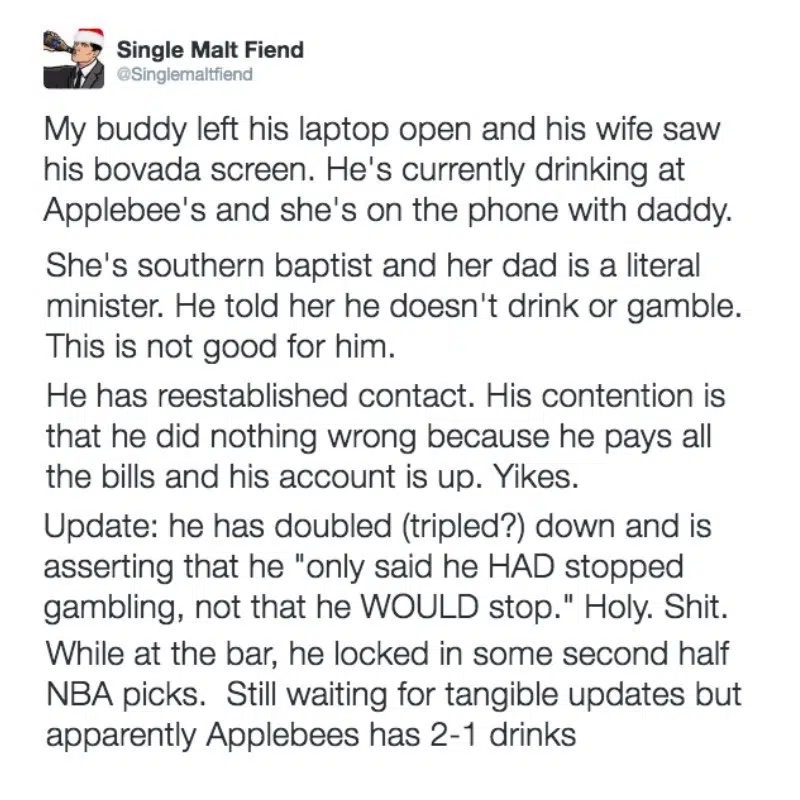 Single Malt Fiend
@Singlemaltfiend
My buddy left his laptop open and his wife saw
his bovada screen. He's currently drinking at
Applebee's and she's on the phone with daddy.
She's southern baptist and her dad is a literal
minister. He told her he doesn't drink or gamble.
This is not good for him.
He has reestablished contact. His contention is
that he did nothing wrong because he pays all
the bills and his account is up. Yikes.
Update: he has doubled (tripled?) down and is
asserting that he "only said he HAD stopped
gambling, not that he WOULD stop." Holy. Shit.
While at the bar, he locked in some second half
NBA picks.  Still waiting for tangible updates but
apparently Applebees has 2-1 drinks